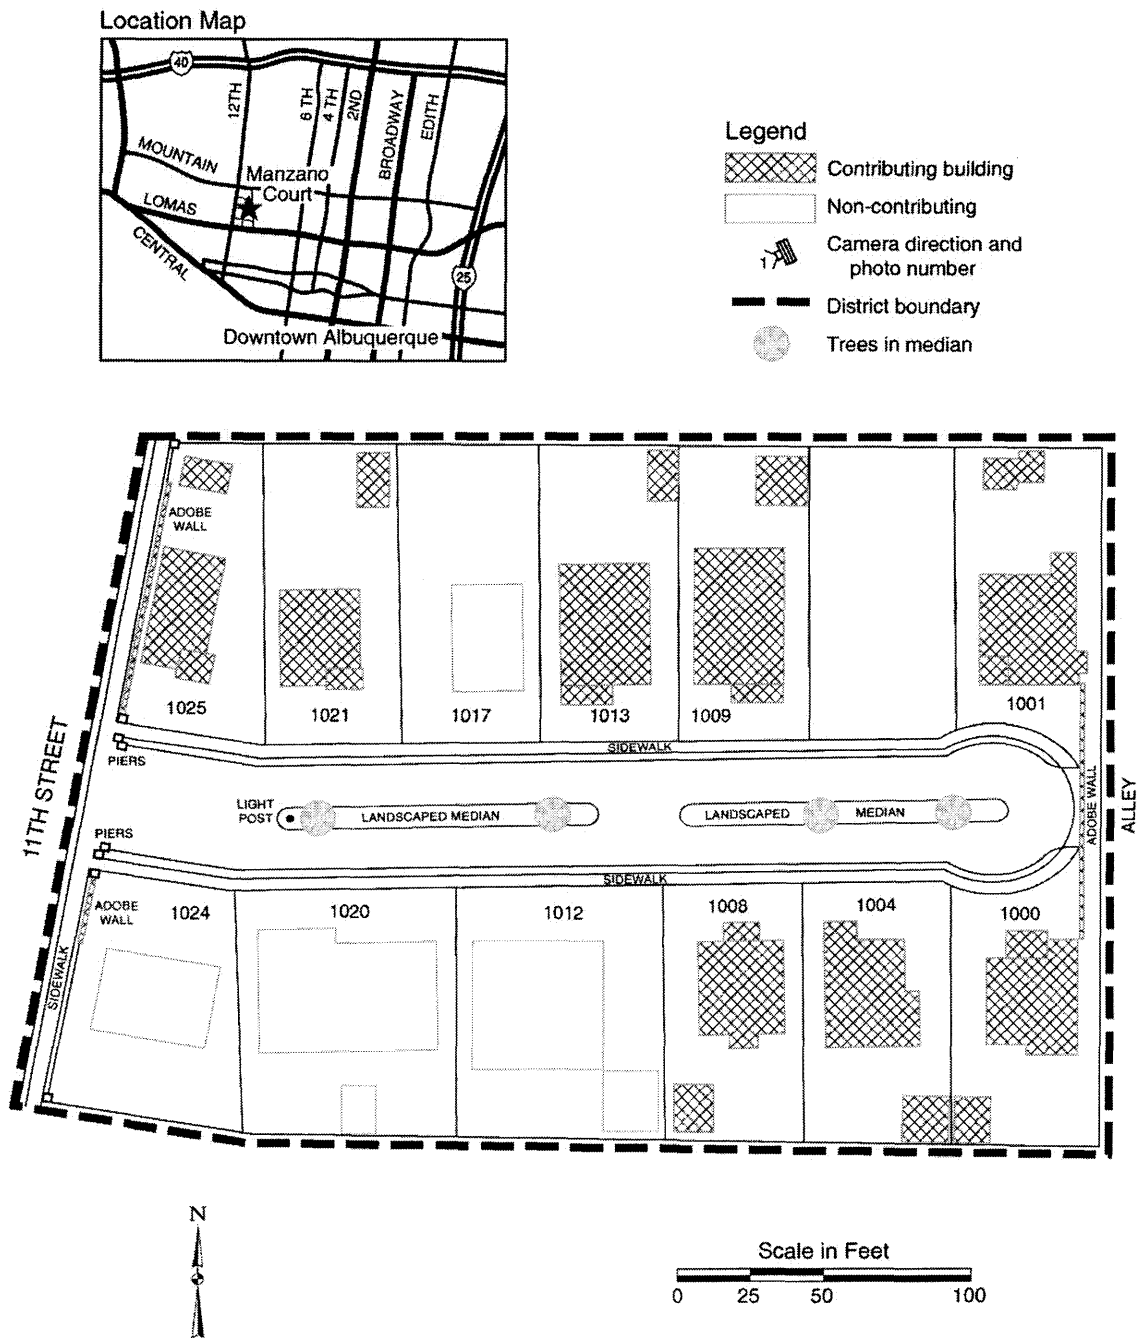 Location Map
40
12TH
6 TH
4 TH
2ND
BROADWAY
EDITH
MOUNTAIN
Manzano
Court
LOMAS
CENTRAL
25
Downtown Albuquerque
Legend
Contributing building
Non-contributing
1
Camera direction and
photo number
District boundary
Trees in median
ADOBE
WALL
1025
1021
1017
1013
1009
1001
11TH STREET
PIERS
SIDEWALK
LIGHT
POST
LANDSCAPED MEDIAN
LANDSCAPED
MEDIAN
ADOBE WALL
ALLEY
PIERS
SIDEWALK
ADOBE
WALL
1024
1020
1012
1008
1004
1000
SIDEWALK
N
Scale in Feet
0
25
50
100